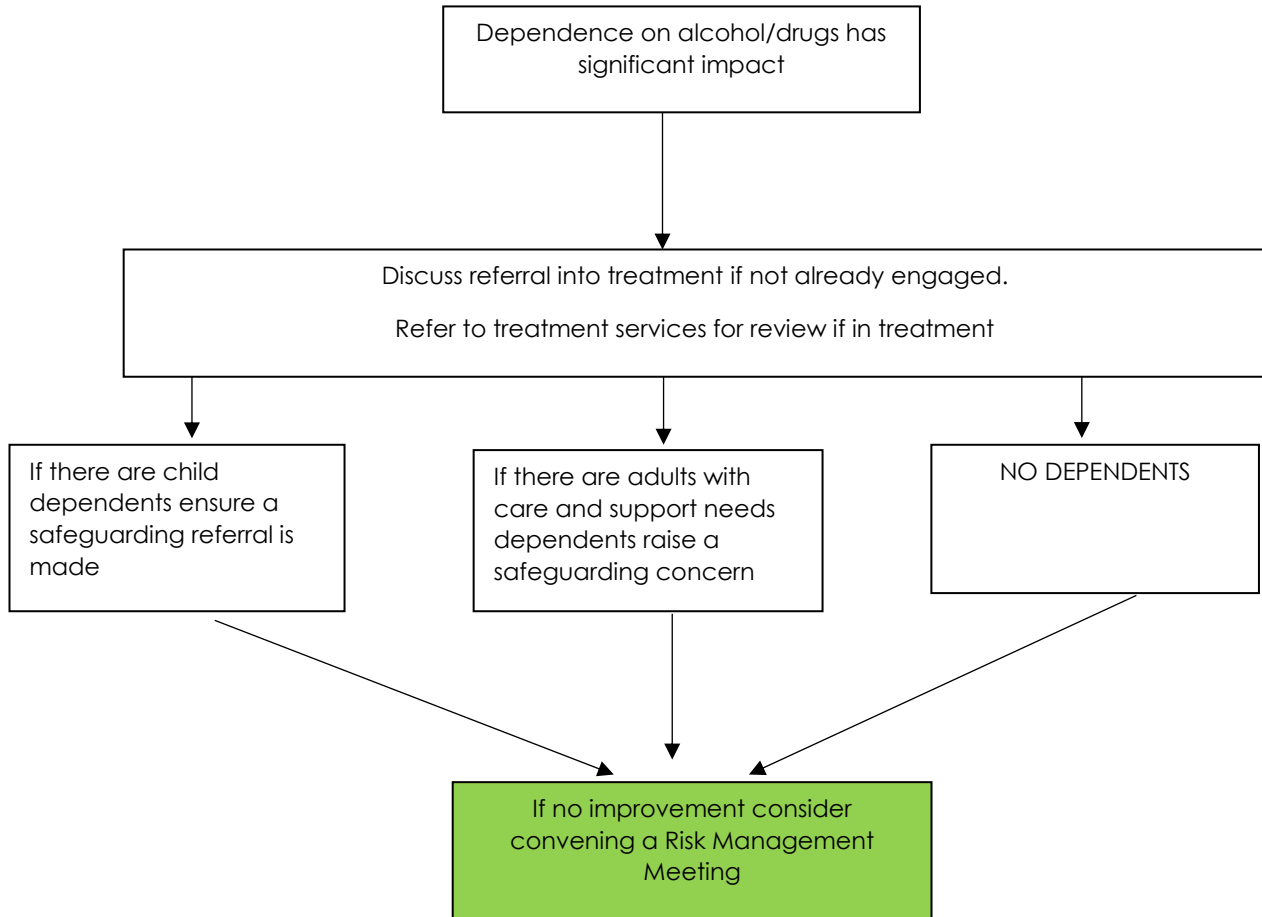 Dependence on alcohol/drugs has
significant impact
Discuss referral into treatment if not already engaged.
Refer to treatment services for review if in treatment
If there are child
dependents ensure a
safeguarding referral is
made
If there are adults with
care and support needs
dependents raise a
safeguarding concern
NO DEPENDENTS
If no improvement consider
convening a Risk Management
Meeting